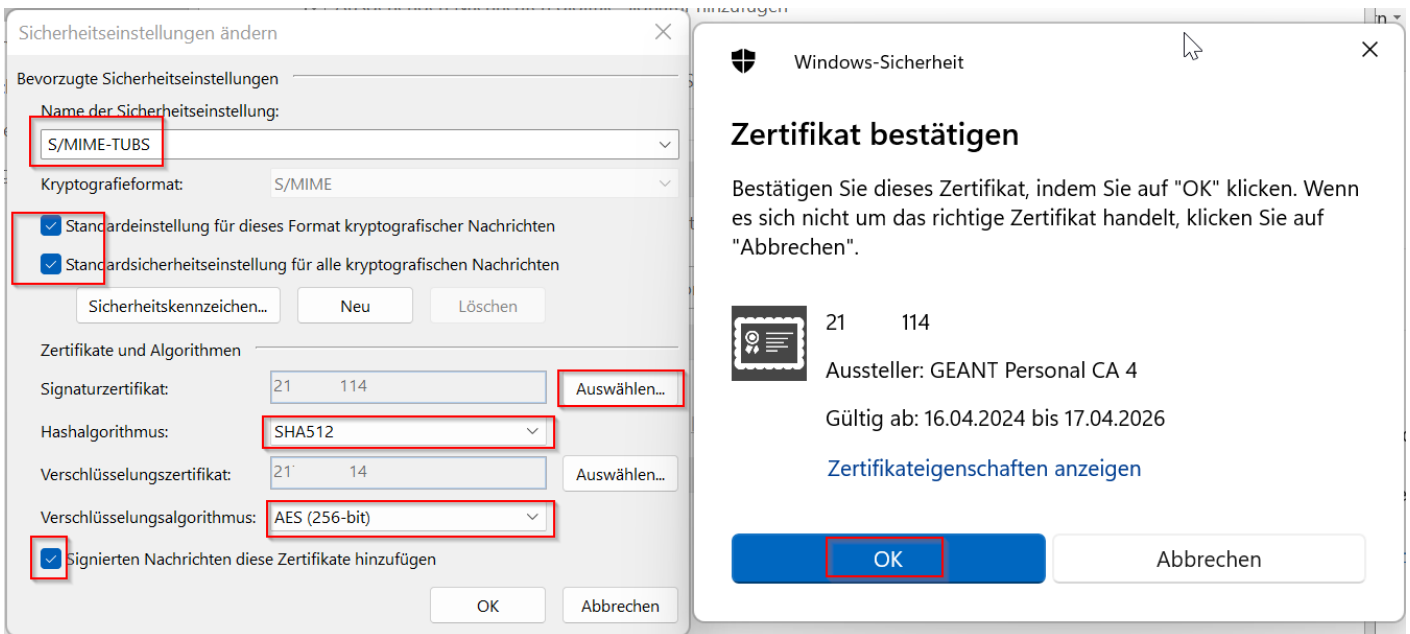 Sicherheitseinstellungen ändern
Bevorzugte Sicherheitseinstellungen
Name der Sicherheitseinstellung:
S/MIME-TUBS
Kryptografieformat: S/MIME
Standardeinstellung für dieses Format kryptografischer Nachrichten
Standardsicherheitseinstellung für alle kryptografischen Nachrichten
Sicherheitskennzeichen... Neu Löschen
Zertifikate und Algorithmen
Signaturzertifikat: 21 114 Auswählen...
Hashalgorithmus: SHA512
Verschlüsselungszertifikat: 21 14 Auswählen...
Verschlüsselungsalgorithmus: AES (256-bit)
Signierten Nachrichten diese Zertifikate hinzufügen
OK Abbrechen
Windows-Sicherheit
Zertifikat bestätigen
Bestätigen Sie dieses Zertifikat, indem Sie auf "OK" klicken. Wenn
es sich nicht um das richtige Zertifikat handelt, klicken Sie auf
"Abbrechen".
21 114
Aussteller: GEANT Personal CA 4
Gültig ab: 16.04.2024 bis 17.04.2026
Zertifikateigenschaften anzeigen
OK Abbrechen